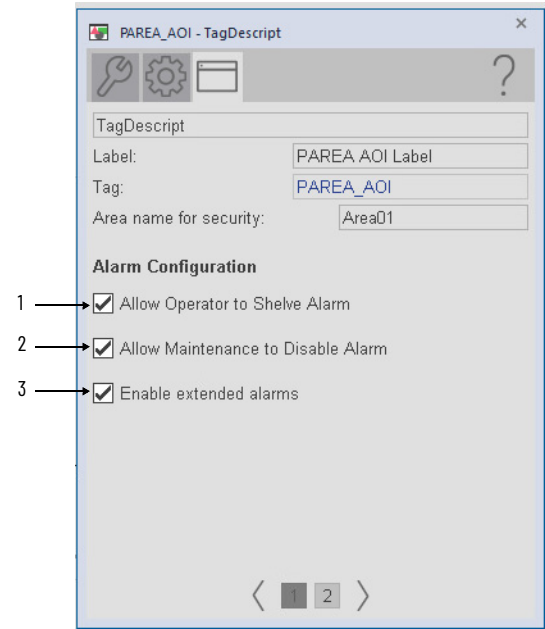 PAREA_AOI - TagDescript
×
?
TagDescript
Label: PAREA AOI Label
Tag: PAREA_AOI
Area name for security: Area01
Alarm Configuration
1 Allow Operator to Shelve Alarm
2 Allow Maintenance to Disable Alarm
3 Enable extended alarms
1 2